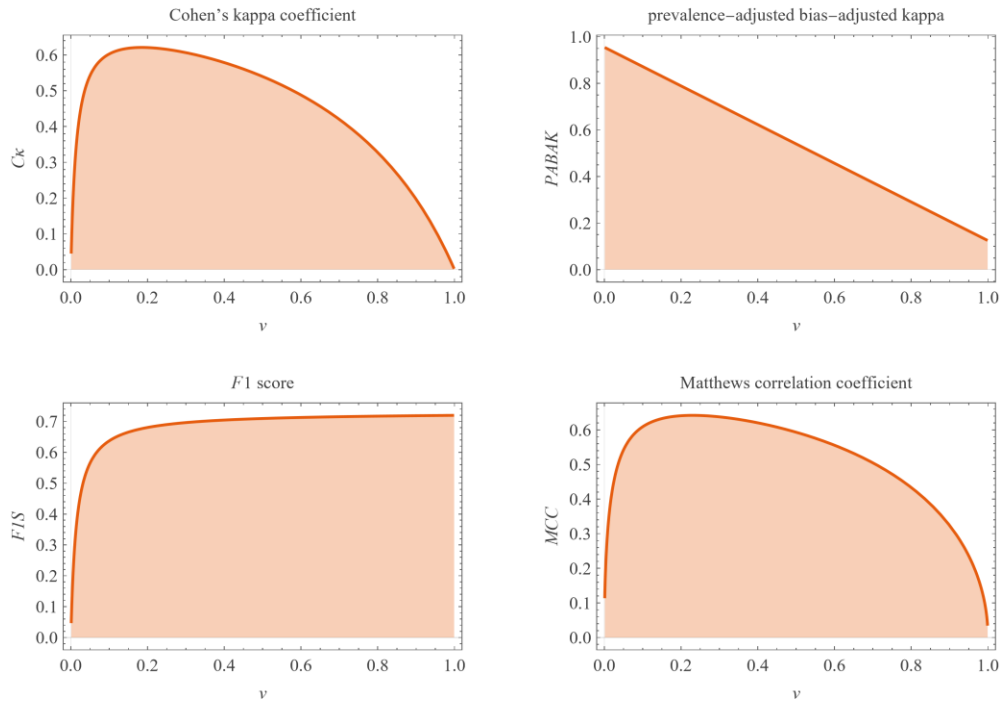 Cohen's kappa coefficient
Cκ
0.6
0.5
0.4
0.3
0.2
0.1
0.0
0.0 0.2 0.4 0.6 0.8 1.0
v
prevalence−adjusted bias−adjusted kappa
PABAK
1.0
0.8
0.6
0.4
0.2
0.0
0.0 0.2 0.4 0.6 0.8 1.0
v
F1 score
F1S
0.7
0.6
0.5
0.4
0.3
0.2
0.1
0.0
0.0 0.2 0.4 0.6 0.8 1.0
v
Matthews correlation coefficient
MCC
0.6
0.5
0.4
0.3
0.2
0.1
0.0
0.0 0.2 0.4 0.6 0.8 1.0
v